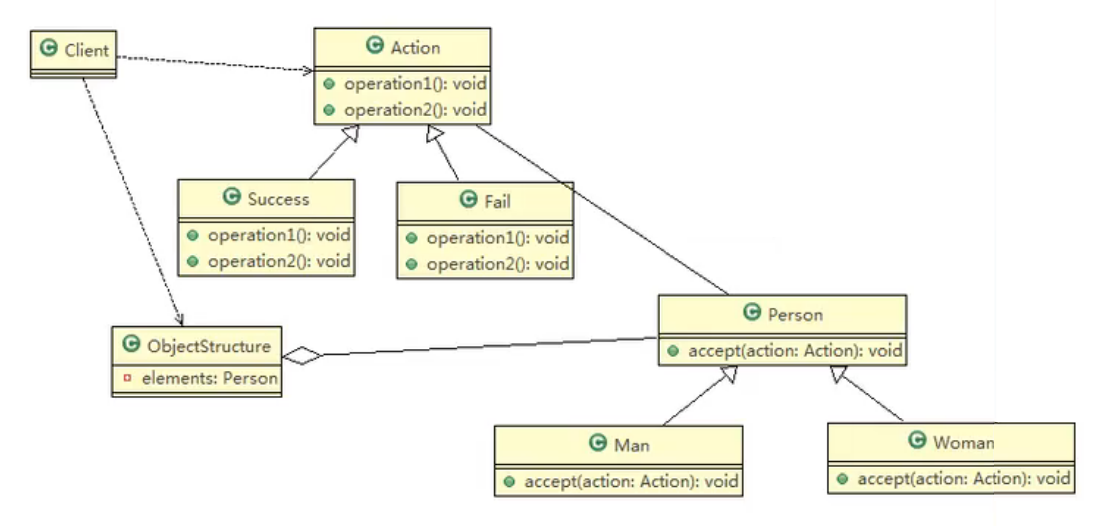 Client
Action
operation1(): void
operation2(): void
Success
operation1(): void
operation2(): void
Fail
operation1(): void
operation2(): void
Person
accept(action: Action): void
ObjectStructure
elements: Person
Man
accept(action: Action): void
Woman
accept(action: Action): void